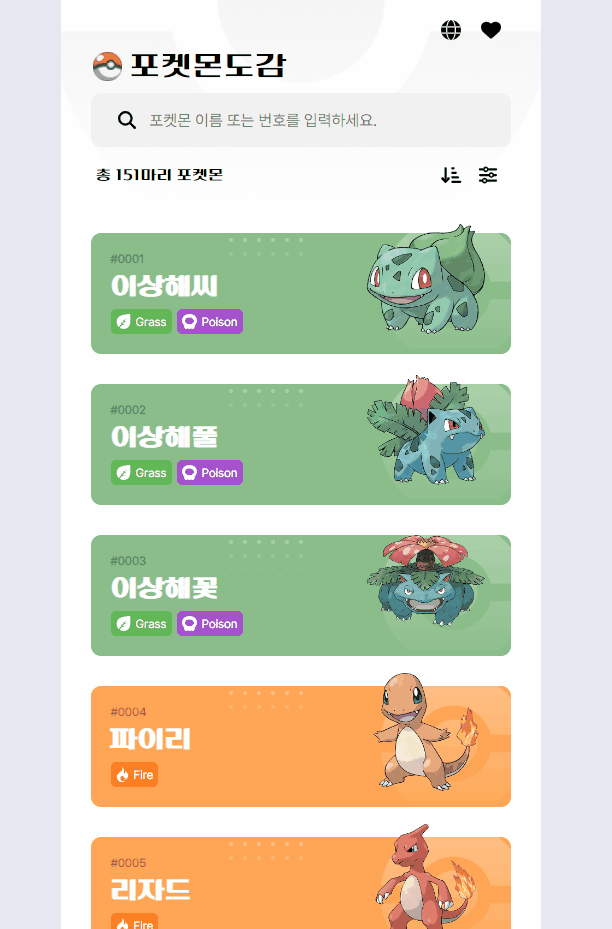 포켓몬도감
포켓몬 이름 또는 번호를 입력하세요.
총 151마리 포켓몬
#0001
이상해씨
Grass Poison
#0002
이상해풀
Grass Poison
#0003
이상해꽃
Grass Poison
#0004
파이리
Fire
#0005
리자드
Fire